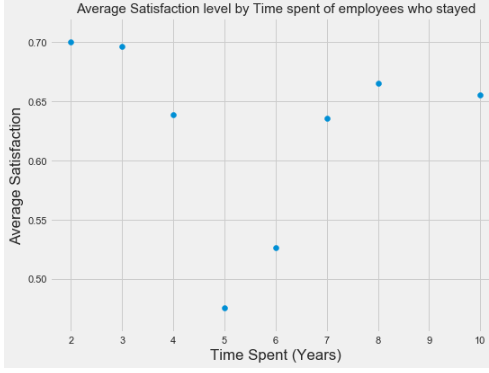 Average Satisfaction level by Time spent of employees who stayed
0.70
0.65
0.60
0.55
0.50
Average Satisfaction
2 3 4 5 6 7 8 9 10
Time Spent (Years)